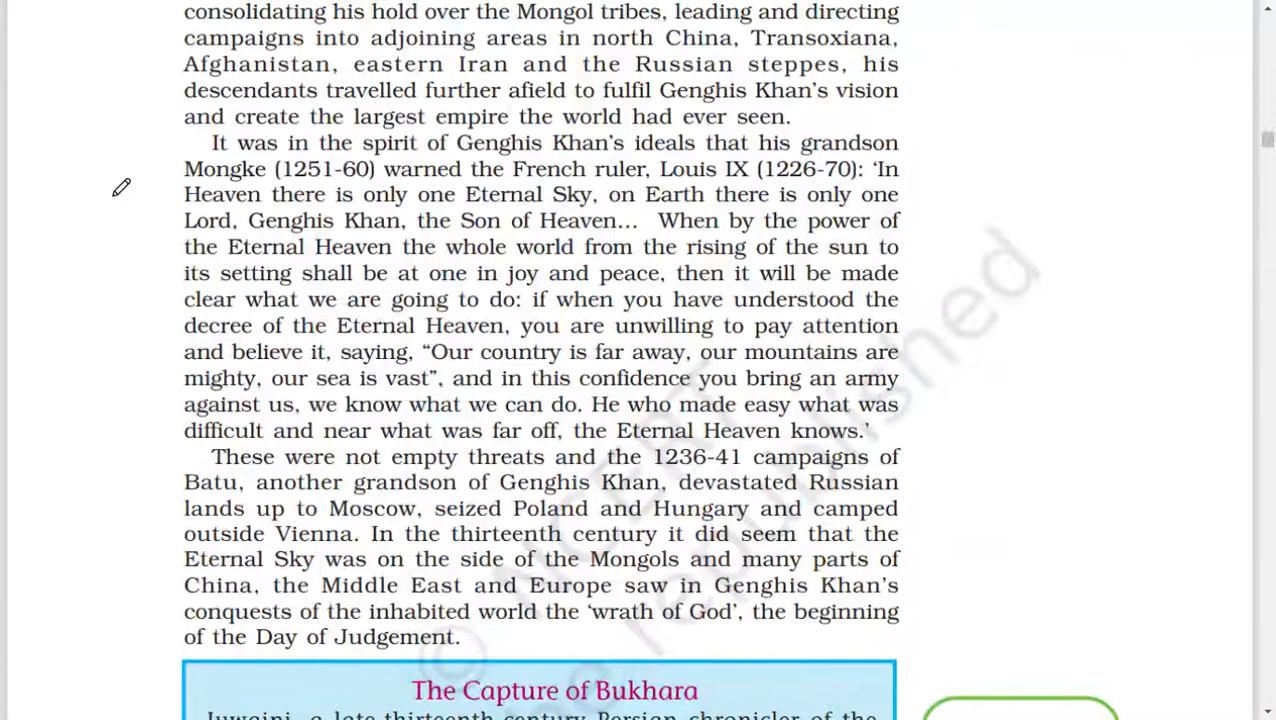 consolidating his hold over the Mongol tribes, leading and directing
campaigns into adjoining areas in north China, Transoxiana,
Afghanistan, eastern Iran and the Russian steppes, his
descendants travelled further afield to fulfil Genghis Khan's vision
and create the largest empire the world had ever seen.
It was in the spirit of Genghis Khan's ideals that his grandson
Mongke (1251-60) warned the French ruler, Louis IX (1226-70): 'In
Heaven there is only one Eternal Sky, on Earth there is only one
Lord, Genghis Khan, the Son of Heaven... When by the power of
the Eternal Heaven the whole world from the rising of the sun to
its setting shall be at one in joy and peace, then it will be made
clear what we are going to do: if when you have understood the
decree of the Eternal Heaven, you are unwilling to pay attention
and believe it, saying, “Our country is far away, our mountains are
mighty, our sea is vast”, and in this confidence you bring an army
against us, we know what we can do. He who made easy what was
difficult and near what was far off, the Eternal Heaven knows.'
These were not empty threats and the 1236-41 campaigns of
Batu, another grandson of Genghis Khan, devastated Russian
lands up to Moscow, seized Poland and Hungary and camped
outside Vienna. In the thirteenth century it did seem that the
Eternal Sky was on the side of the Mongols and many parts of
China, the Middle East and Europe saw in Genghis Khan's
conquests of the inhabited world the 'wrath of God', the beginning
of the Day of Judgement.
The Capture of Bukhara
Juwaini, a late-thirteenth-century Persian chronicler of the
© NCERT
be republished